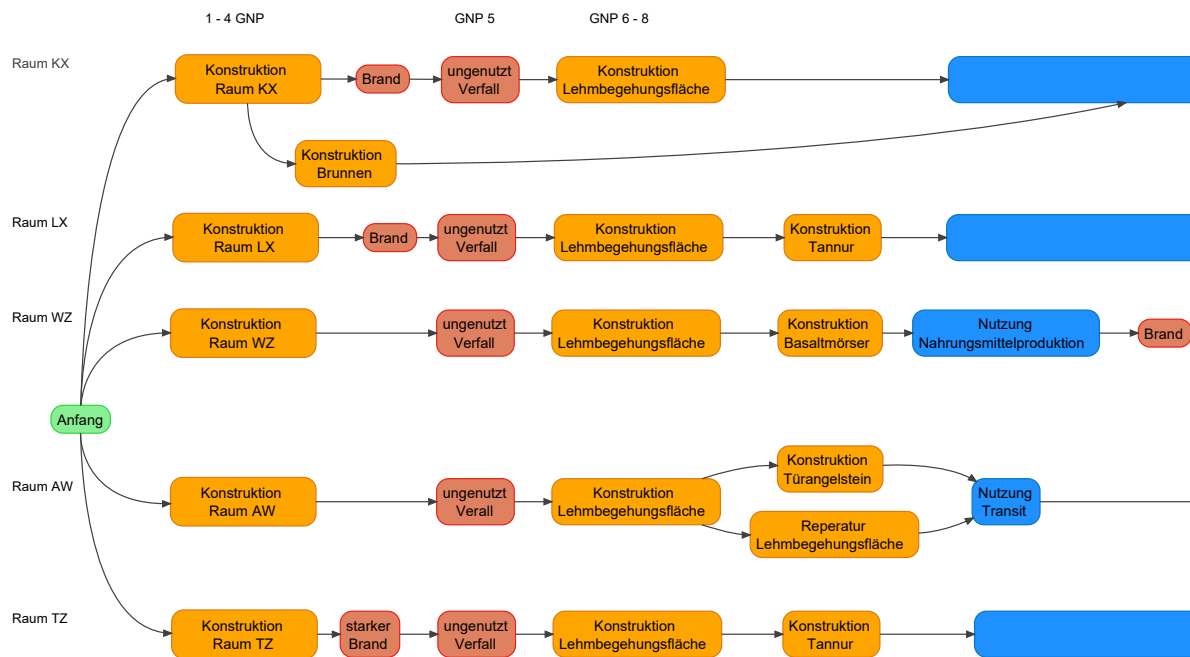 1 - 4 GNP
GNP 5
GNP 6 - 8
Raum KX
Konstruktion
Raum KX
Brand
ungenutzt
Verfall
Konstruktion
Lehmbegehungsfläche
Konstruktion
Brunnen
Raum LX
Konstruktion
Raum LX
Brand
ungenutzt
Verfall
Konstruktion
Lehmbegehungsfläche
Konstruktion
Tannur
Raum WZ
Konstruktion
Raum WZ
ungenutzt
Verfall
Konstruktion
Lehmbegehungsfläche
Konstruktion
Basaltmörser
Nutzung
Nahrungsmittelproduktion
Brand
Anfang
Raum AW
Konstruktion
Raum AW
ungenutzt
Verall
Konstruktion
Lehmbegehungsfläche
Konstruktion
Türangelstein
Reperatur
Lehmbegehungsfläche
Nutzung
Transit
Raum TZ
Konstruktion
Raum TZ
starker
Brand
ungenutzt
Verfall
Konstruktion
Lehmbegehungsfläche
Konstruktion
Tannur